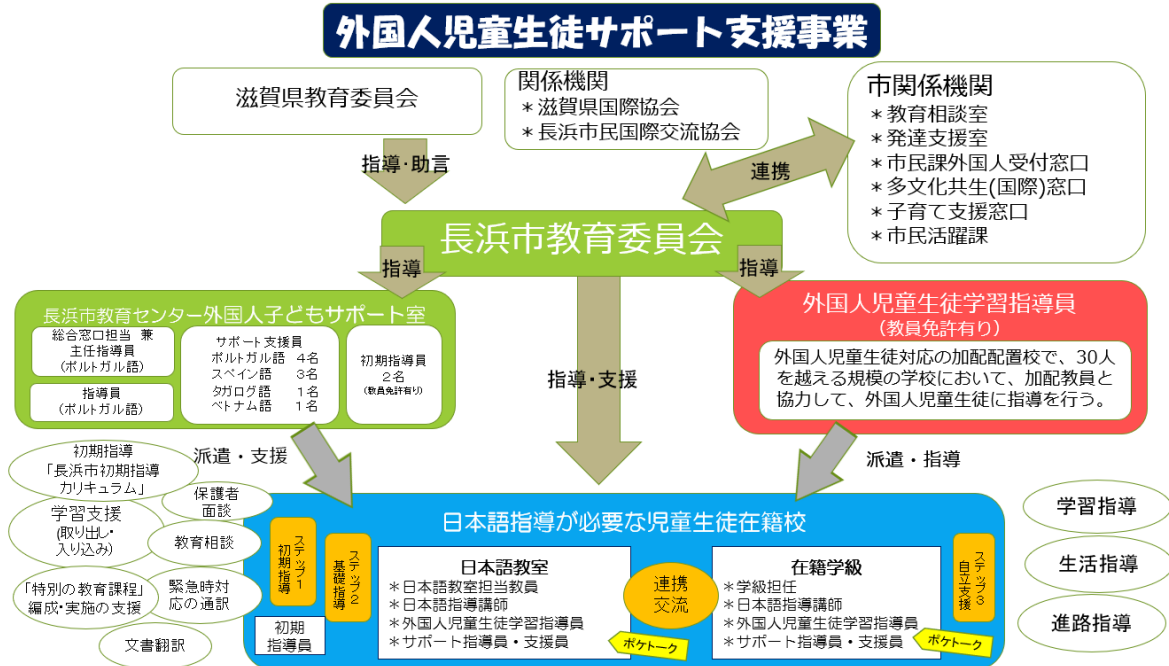 外国人児童生徒サポート支援事業
滋賀県教育委員会
関係機関
＊滋賀県国際協会
＊長浜市民国際交流協会
市関係機関
＊教育相談室
＊発達支援室
＊市民課外国人受付窓口
＊多文化共生(国際)窓口
＊子育て支援窓口
＊市民活躍課
指導・助言
連携
長浜市教育委員会
指導
指導
長浜市教育センター外国人子どもサポート室
総合窓口担当 兼
主任指導員
(ポルトガル語)
指導員
(ポルトガル語)
サポート支援員
ポルトガル語 4名
スペイン語 3名
タガログ語 1名
ベトナム語 1名
初期指導員
2名
(教員免許有り)
指導・支援
外国人児童生徒学習指導員
(教員免許有り)
外国人児童生徒対応の加配配置校で、30人
を越える規模の学校において、加配教員と
協力して、外国人児童生徒に指導を行う。
派遣・支援
派遣・指導
初期指導
「長浜市初期指導
カリキュラム」
保護者
面談
学習支援
(取り出し・
入り込み)
教育相談
「特別の教育課程」
編成・実施の支援
緊急時対
応の通訳
文書翻訳
日本語指導が必要な児童生徒在籍校
ステップ1
初期指導
初期
指導員
ステップ2
基礎指導
日本語教室
＊日本語教室担当教員
＊日本語指導講師
＊外国人児童生徒学習指導員
＊サポート指導員・支援員
ポケトーク
連携
交流
在籍学級
＊学級担任
＊日本語指導講師
＊外国人児童生徒学習指導員
＊サポート指導員・支援員
ポケトーク
ステップ3
自立支援
学習指導
生活指導
進路指導